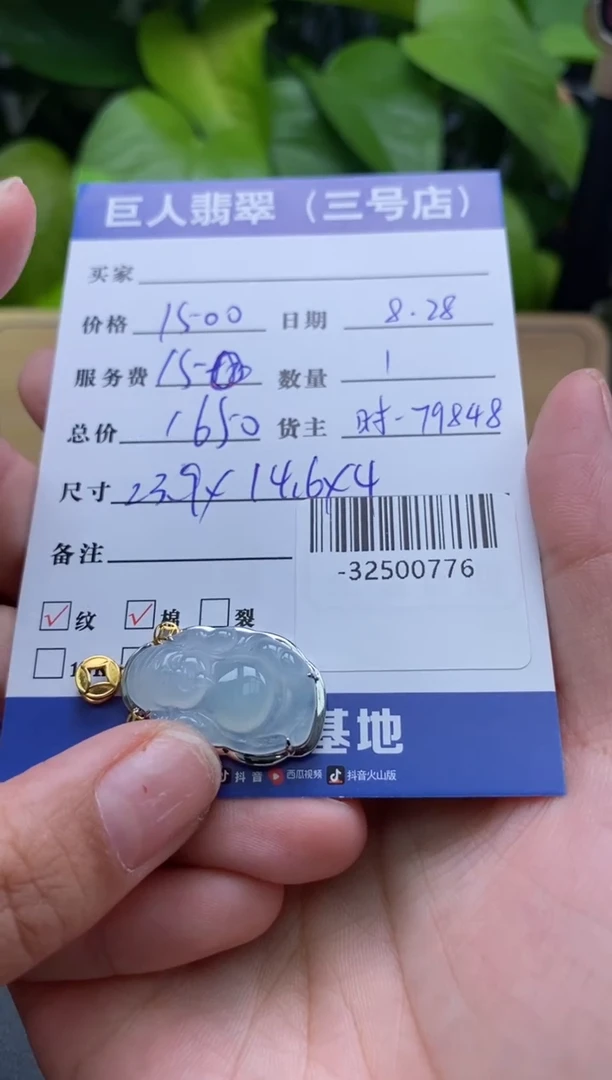 巨人翡翠（三号店）
买家
价格 1500 日期 8.28
服务费 150 数量 1
总价 1650 货主 时-79848
尺寸 23.9x14.6x4
备注
-32500776
纹 棉 裂
基地
抖音 西瓜视频 抖音火山版